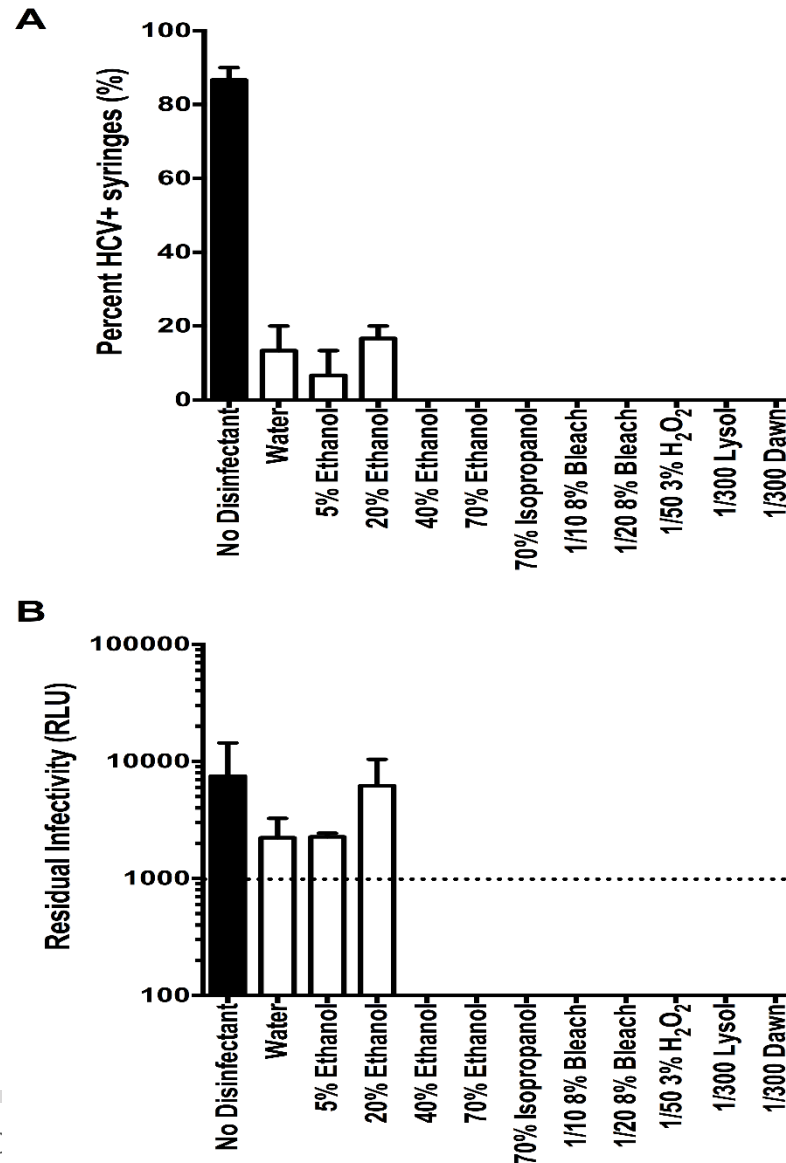 A
Percent HCV+ syringes (%)
100
80
60
40
20
0
No Disinfectant
Water
5% Ethanol
20% Ethanol
40% Ethanol
70% Ethanol
70% Isopropanol
1/10 8% Bleach
1/20 8% Bleach
1/50 3% H₂O₂
1/300 Lysol
1/300 Dawn
B
Residual Infectivity (RLU)
100000
10000
1000
100
No Disinfectant
Water
5% Ethanol
20% Ethanol
40% Ethanol
70% Ethanol
70% Isopropanol
1/10 8% Bleach
1/20 8% Bleach
1/50 3% H₂O₂
1/300 Lysol
1/300 Dawn